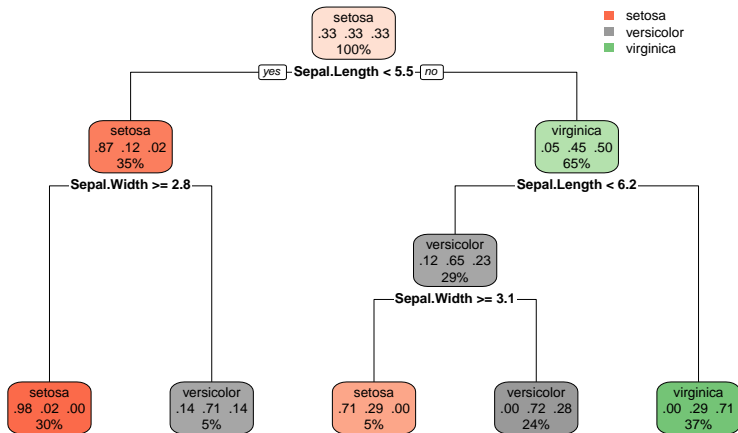 setosa
.33 .33 .33
100%
setosa
versicolor
virginica
yes Sepal.Length < 5.5 no
setosa
.87 .12 .02
35%
virginica
.05 .45 .50
65%
Sepal.Width >= 2.8
Sepal.Length < 6.2
versicolor
.12 .65 .23
29%
Sepal.Width >= 3.1
setosa
.98 .02 .00
30%
versicolor
.14 .71 .14
5%
setosa
.71 .29 .00
5%
versicolor
.00 .72 .28
24%
virginica
.00 .29 .71
37%